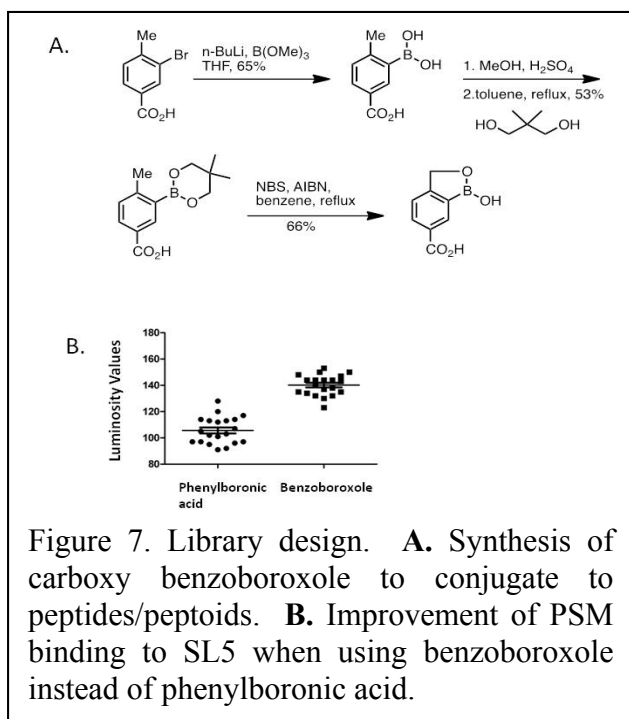 A.
Me
Br
CO₂H
n-BuLi, B(OMe)₃
THF, 65%
Me
OH
B
OH
CO₂H
1. MeOH, H₂SO₄
2.toluene, reflux, 53%
HO
OH
Me
O
B
O
CO₂H
NBS, AIBN,
benzene, reflux
66%
O
B
OH
CO₂H
B.
Luminosity Values
180
160
140
120
100
80
Phenylboronic Benzoboroxole
acid
Figure 7. Library design. A. Synthesis of
carboxy benzoboroxole to conjugate to
peptides/peptoids. B. Improvement of PSM
binding to SL5 when using benzoboroxole
instead of phenylboronic acid.